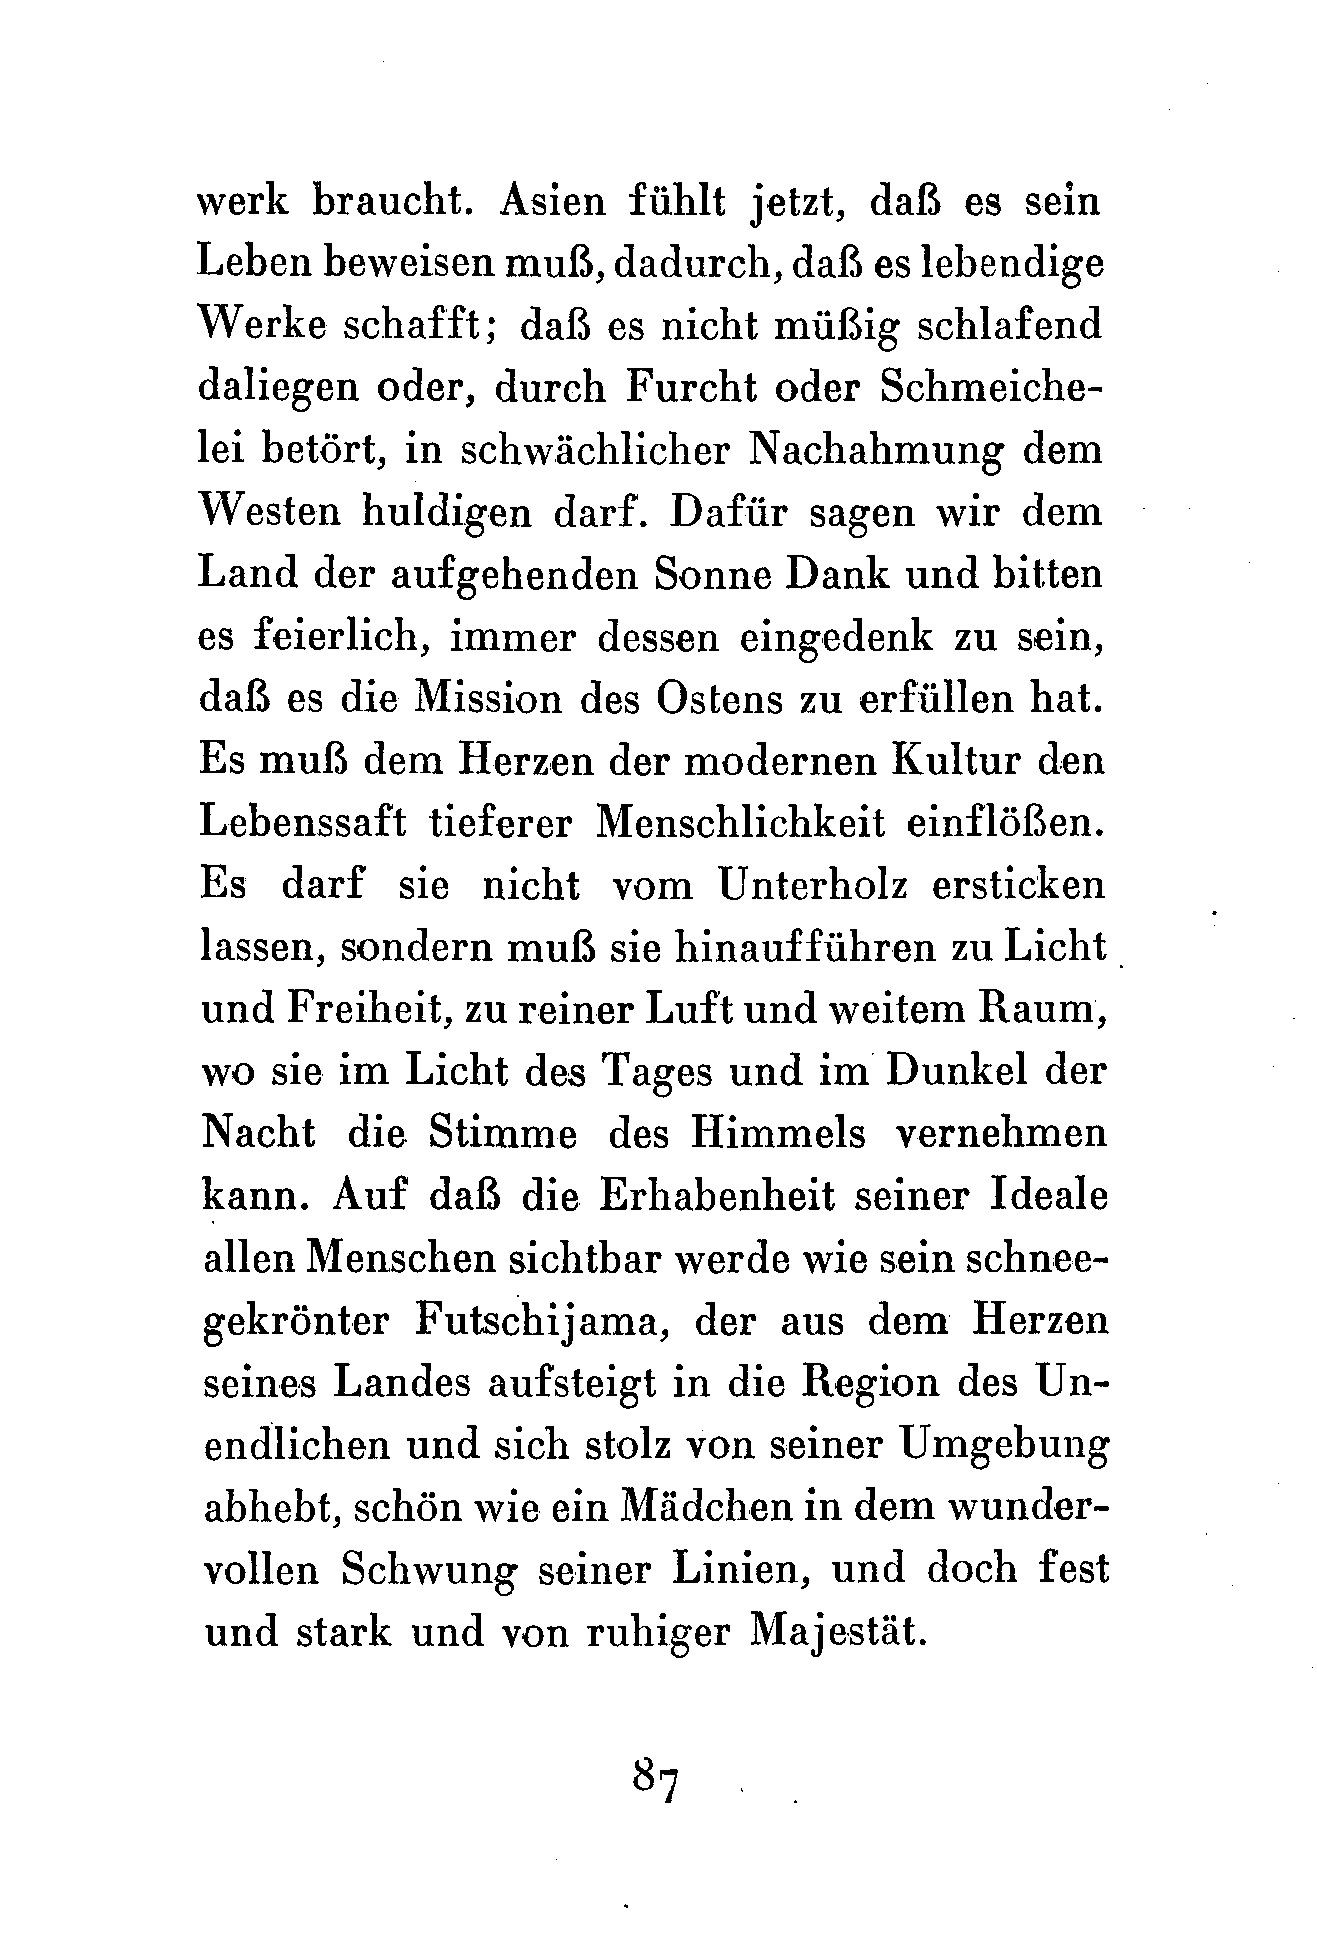 werk braucht. Asien fühlt jetzt, daß es sein
Leben beweisen muß, dadurch, daß es lebendige
Werke schafft; daß es nicht müßig schlafend
daliegen oder, durch Furcht oder Schmeiche-
lei betört, in schwächlicher Nachahmung dem
Westen huldigen darf. Dafür sagen wir dem
Land der aufgehenden Sonne Dank und bitten
es feierlich, immer dessen eingedenk zu sein,
daß es die Mission des Ostens zu erfüllen hat.
Es muß dem Herzen der modernen Kultur den
Lebenssaft tieferer Menschlichkeit einflößen.
Es darf sie nicht vom Unterholz ersticken
lassen, sondern muß sie hinaufführen zu Licht
und Freiheit, zu reiner Luft und weitem Raum,
wo sie im Licht des Tages und im Dunkel der
Nacht die Stimme des Himmels vernehmen
kann. Auf daß die Erhabenheit seiner Ideale
allen Menschen sichtbar werde wie sein schnee-
gekrönter Futschijama, der aus dem Herzen
seines Landes aufsteigt in die Region des Un-
endlichen und sich stolz von seiner Umgebung
abhebt, schön wie ein Mädchen in dem wunder-
vollen Schwung seiner Linien, und doch fest
und stark und von ruhiger Majestät.
87